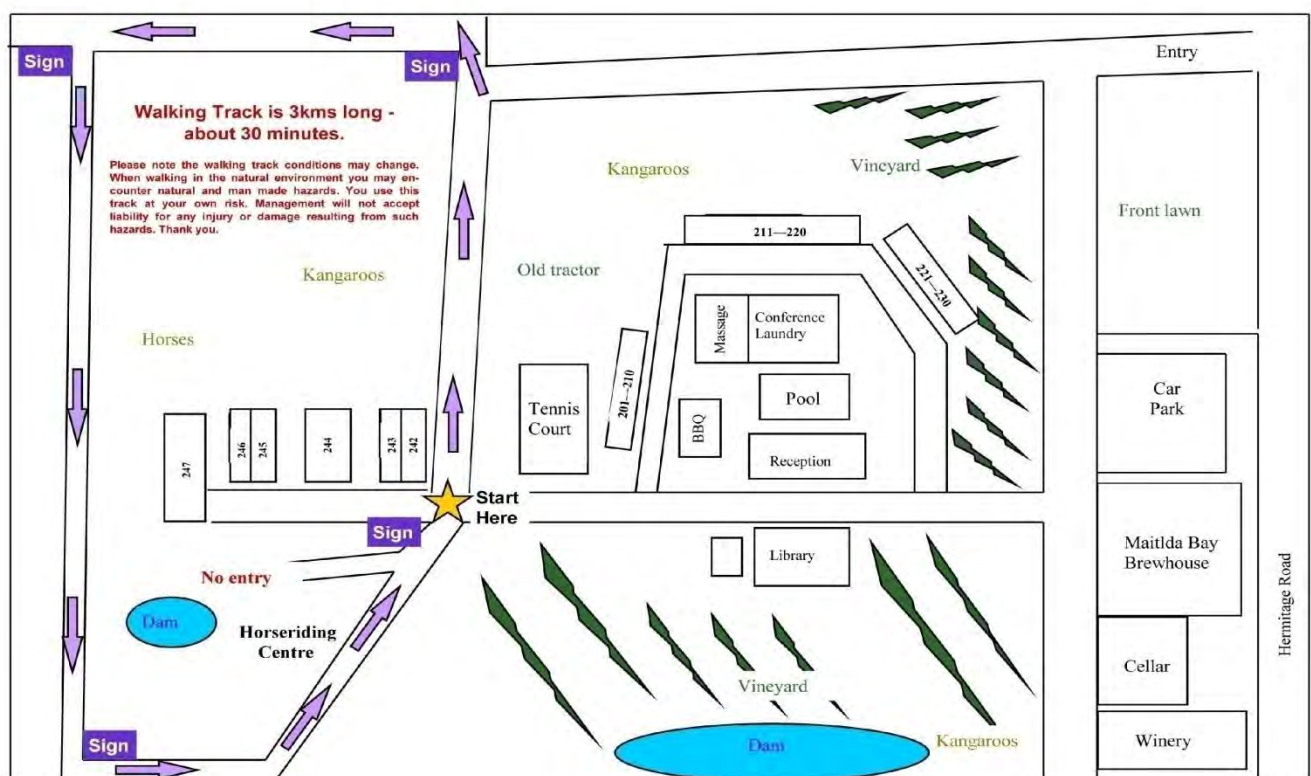 Sign
Sign
Entry
Walking Track is 3kms long -
about 30 minutes.
Please note the walking track conditions may change.
When walking in the natural environment you may en-
counter natural and man made hazards. You use this
track at your own risk. Management will not accept
liability for any injury or damage resulting from such
hazards. Thank you.
Kangaroos
Vineyard
Front lawn
211—220
Kangaroos
Old tractor
221—230
Horses
Massage
Conference
Laundry
201—210
Tennis
Court
BBQ
Pool
Reception
Car
Park
247
246
245
244
243
242
Start
Here
Sign
Library
Maitlda Bay
Brewhouse
Hermitage Road
No entry
Dam
Horseriding
Centre
Cellar
Vineyard
Sign
Dam
Kangaroos
Winery